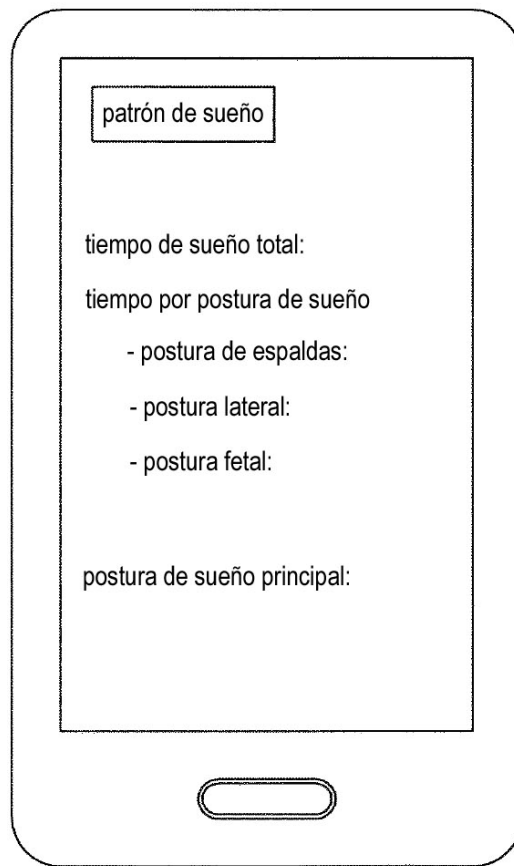 patrón de sueño
tiempo de sueño total:
tiempo por postura de sueño
- postura de espaldas:
- postura lateral:
- postura fetal:
postura de sueño principal: